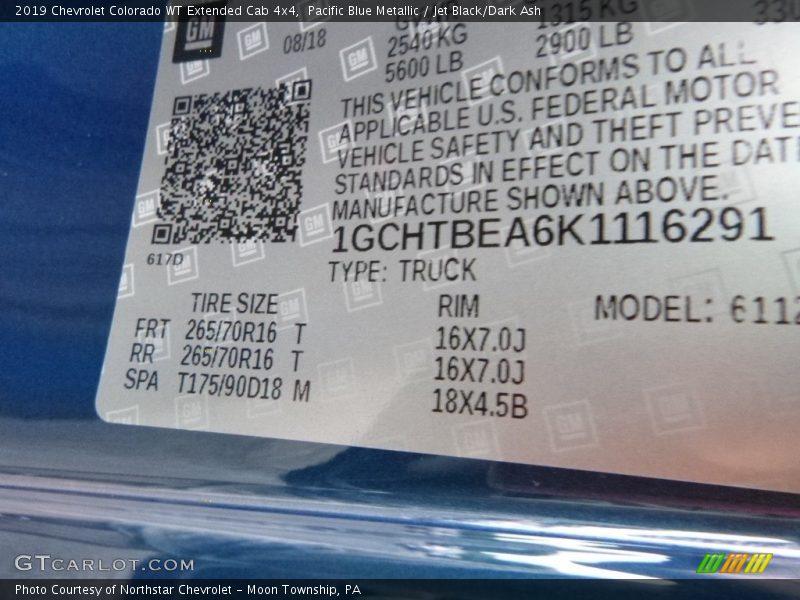 2019 Chevrolet Colorado WT Extended Cab 4x4, Pacific Blue Metallic / Jet Black/Dark Ash
GM
08/18
2540 KG
5600 LB
1315 KG
2900 LB
THIS VEHICLE CONFORMS TO ALL
APPLICABLE U.S. FEDERAL MOTOR
VEHICLE SAFETY AND THEFT PREVE
STANDARDS IN EFFECT ON THE DATE
MANUFACTURE SHOWN ABOVE.
1GCHTBEA6K1116291
617D
TYPE: TRUCK
TIRE SIZE RIM MODEL: 6112
FRT 265/70R16 T 16X7.0J
RR 265/70R16 T 16X7.0J
SPA T175/90D18 M 18X4.5B
GTCARLOT.COM
Photo Courtesy of Northstar Chevrolet - Moon Township, PA